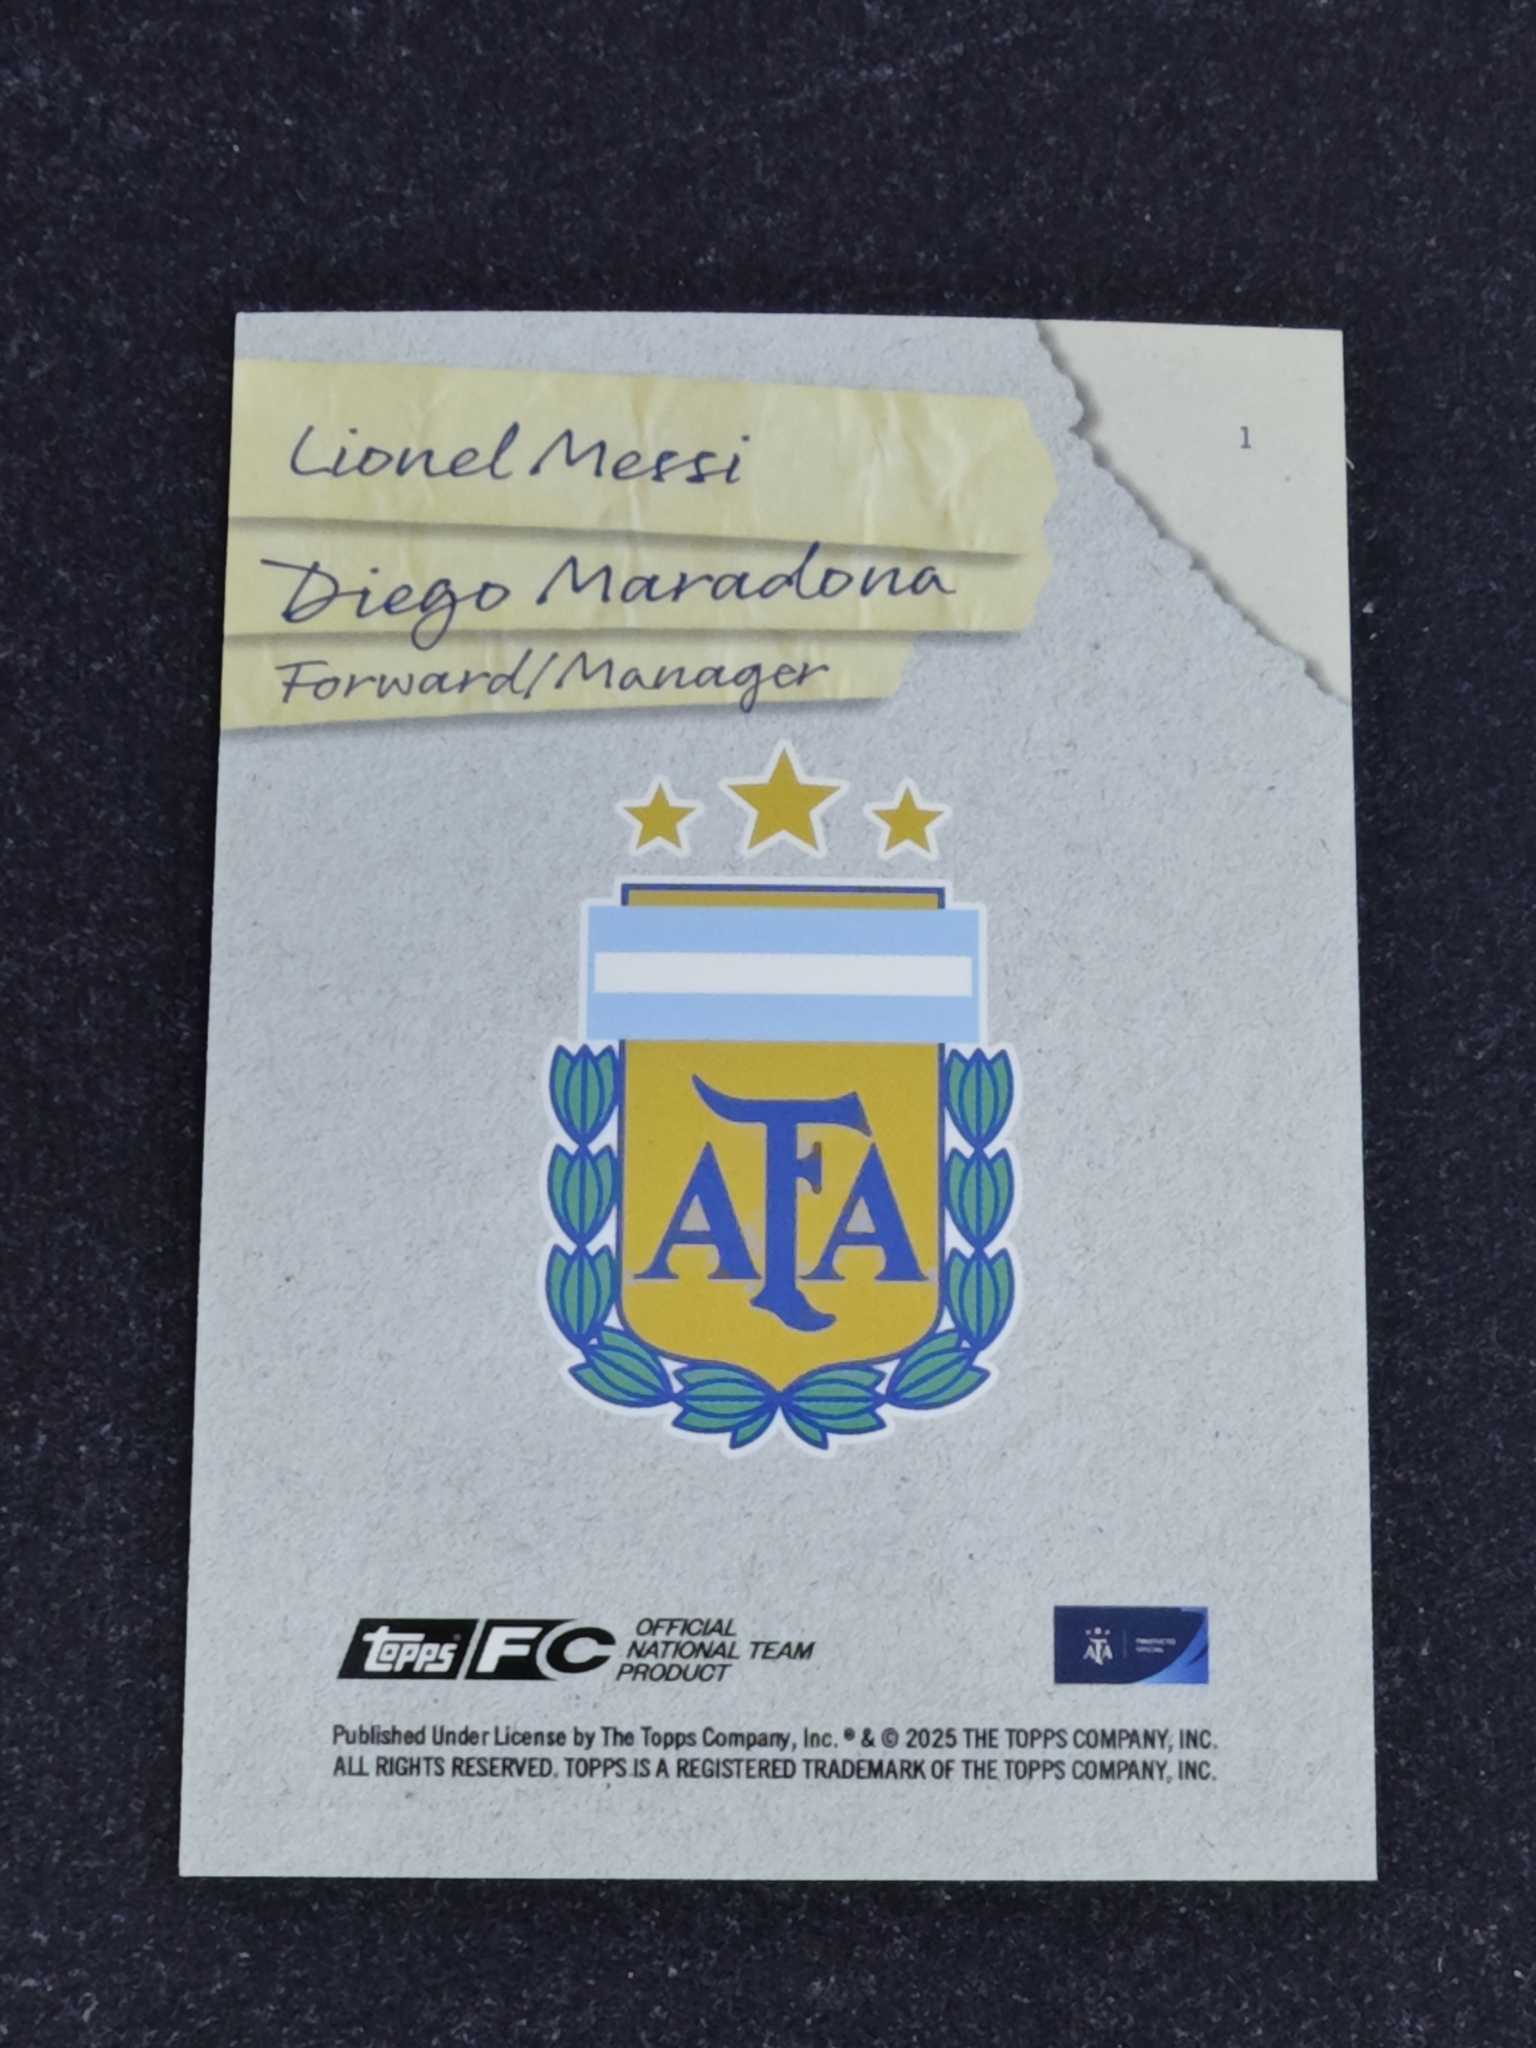 1
Lionel Messi
Diego Maradona
Forward/Manager
AFA
topps FC
OFFICIAL
NATIONAL TEAM
PRODUCT
AFA
Published Under License by The Topps Company, Inc. ® & © 2025 THE TOPPS COMPANY, INC.
ALL RIGHTS RESERVED. TOPPS IS A REGISTERED TRADEMARK OF THE TOPPS COMPANY, INC.